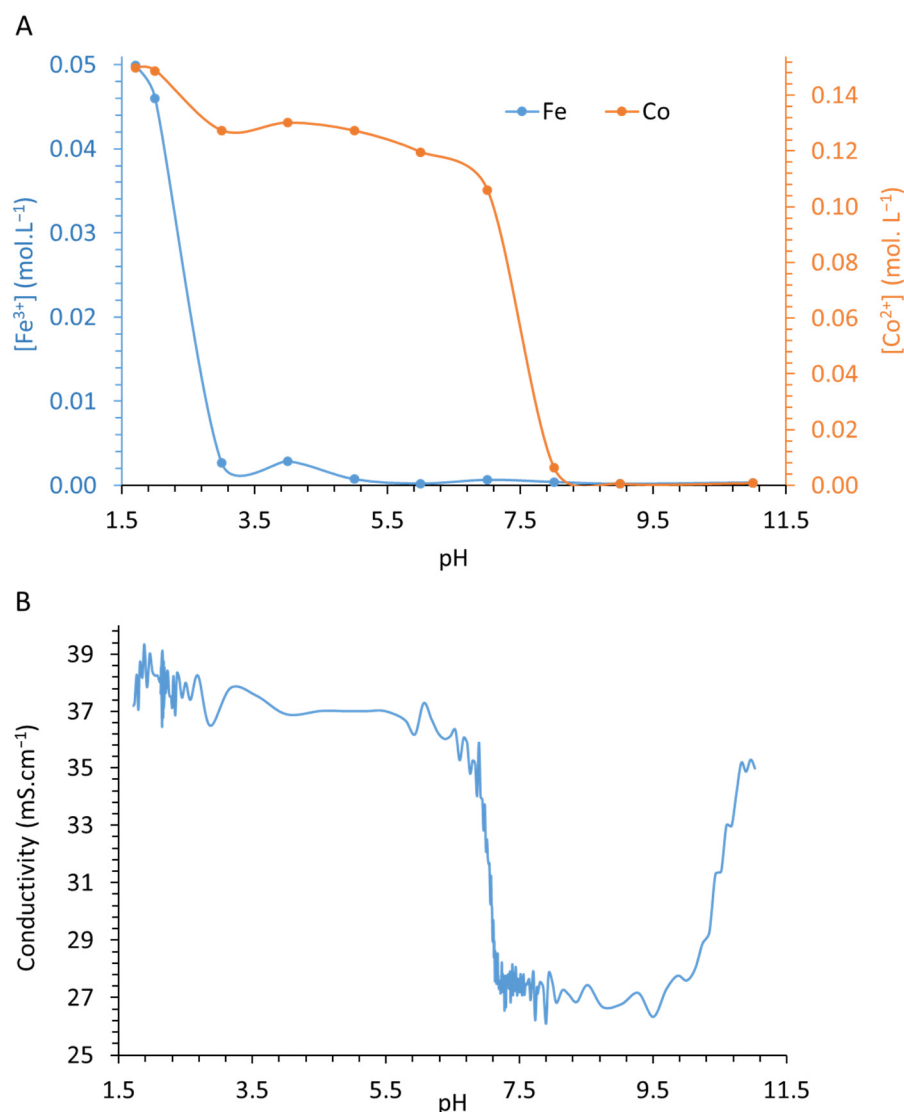 A
Fe Co
[Fe³⁺] (mol.L⁻¹)
0.05
0.04
0.03
0.02
0.01
0.00
[Co²⁺] (mol. L⁻¹)
0.14
0.12
0.10
0.08
0.06
0.04
0.02
0.00
1.5 3.5 5.5 7.5 9.5 11.5
pH
B
Conductivity (mS.cm⁻¹)
39
37
35
33
31
29
27
25
1.5 3.5 5.5 7.5 9.5 11.5
pH